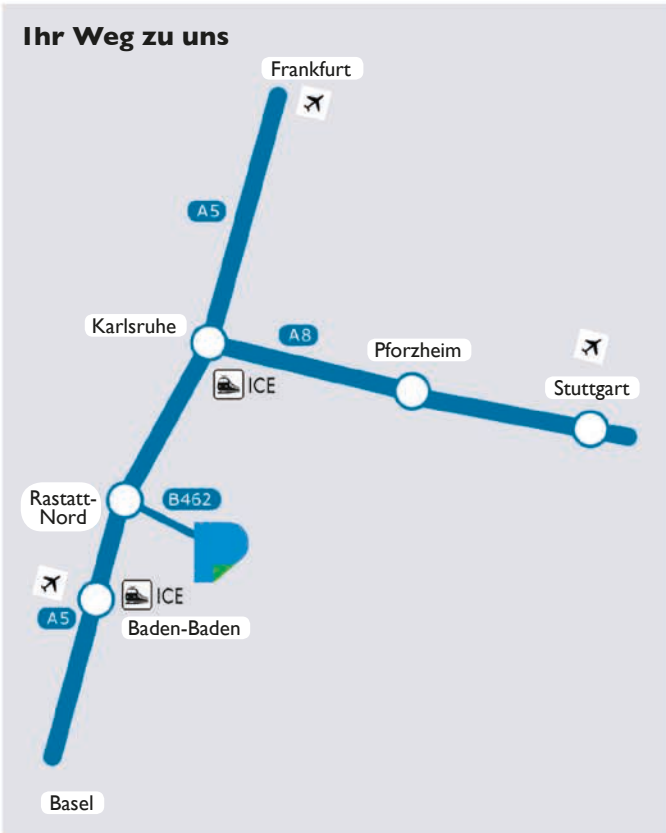 Ihr Weg zu uns
Frankfurt
A5
Karlsruhe
A8
Pforzheim
ICE
Stuttgart
Rastatt-
Nord
B462
ICE
A5
Baden-Baden
Basel